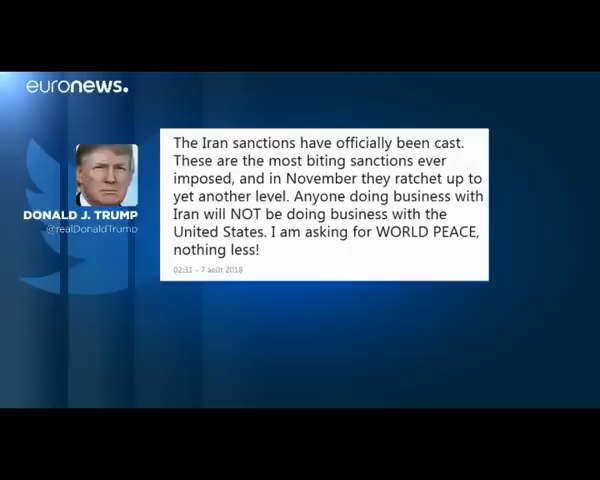 euronews.
The Iran sanctions have officially been cast.
These are the most biting sanctions ever
imposed, and in November they ratchet up to
yet another level. Anyone doing business with
Iran will NOT be doing business with the
United States. I am asking for WORLD PEACE,
nothing less!
02:31 - 7 août 2018
DONALD J. TRUMP
@realDonaldTrump